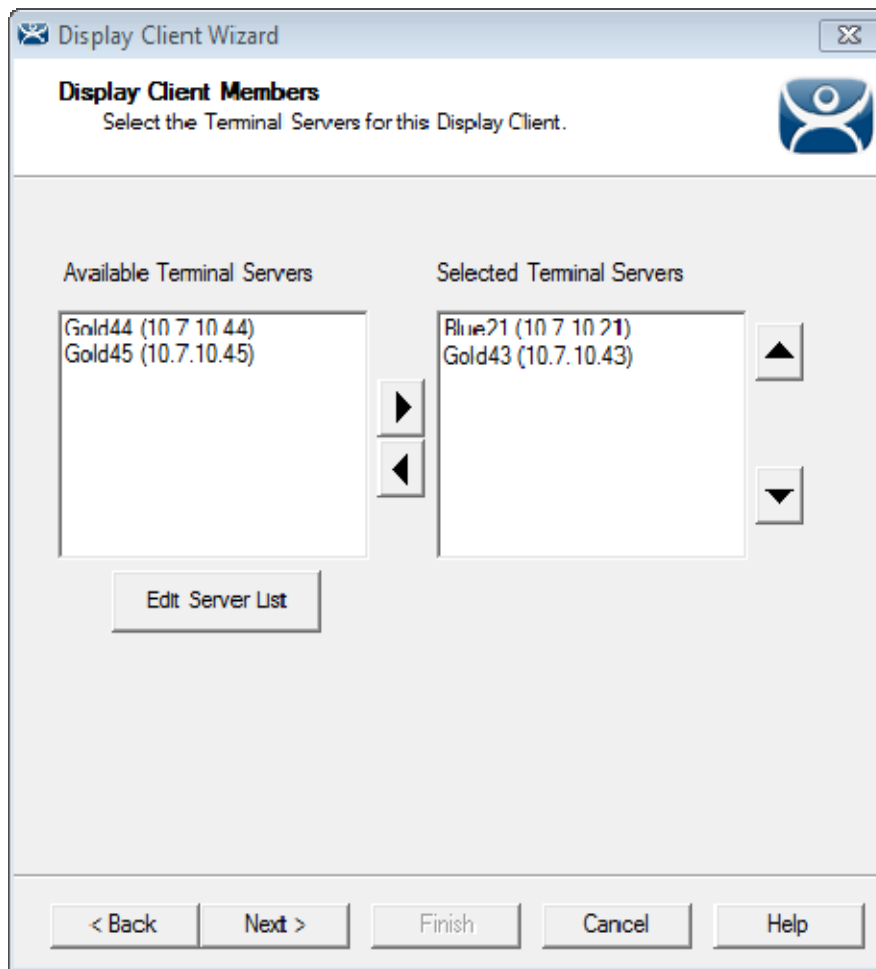 Display Client Wizard
Display Client Members
Select the Terminal Servers for this Display Client.
Available Terminal Servers
Selected Terminal Servers
Gold44 (10.7.10.44)
Gold45 (10.7.10.45)
Blue21 (10.7.10.21)
Gold43 (10.7.10.43)
Edit Server List
< Back
Next >
Finish
Cancel
Help